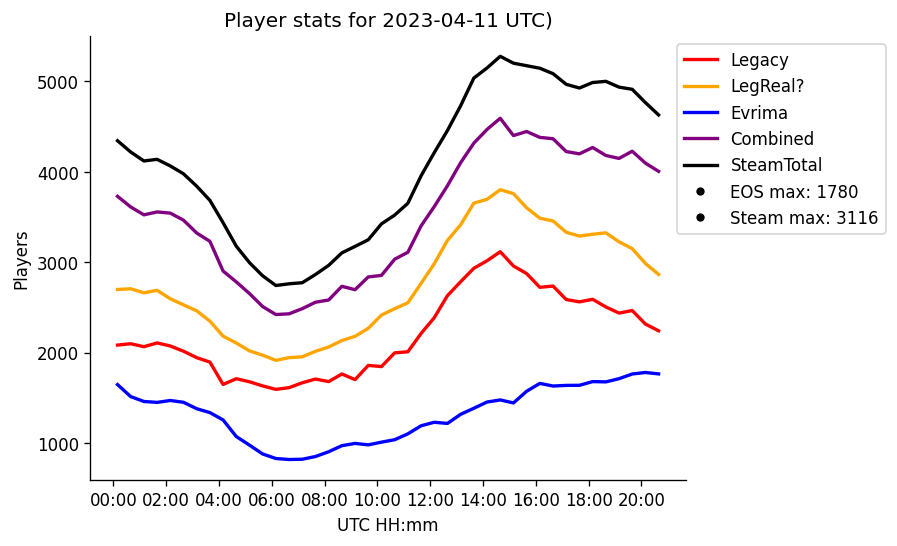 Player stats for 2023-04-11 UTC)
Players
5000
4000
3000
2000
1000
00:00 02:00 04:00 06:00 08:00 10:00 12:00 14:00 16:00 18:00 20:00
UTC HH:mm
Legacy
LegReal?
Evrima
Combined
SteamTotal
EOS max: 1780
Steam max: 3116